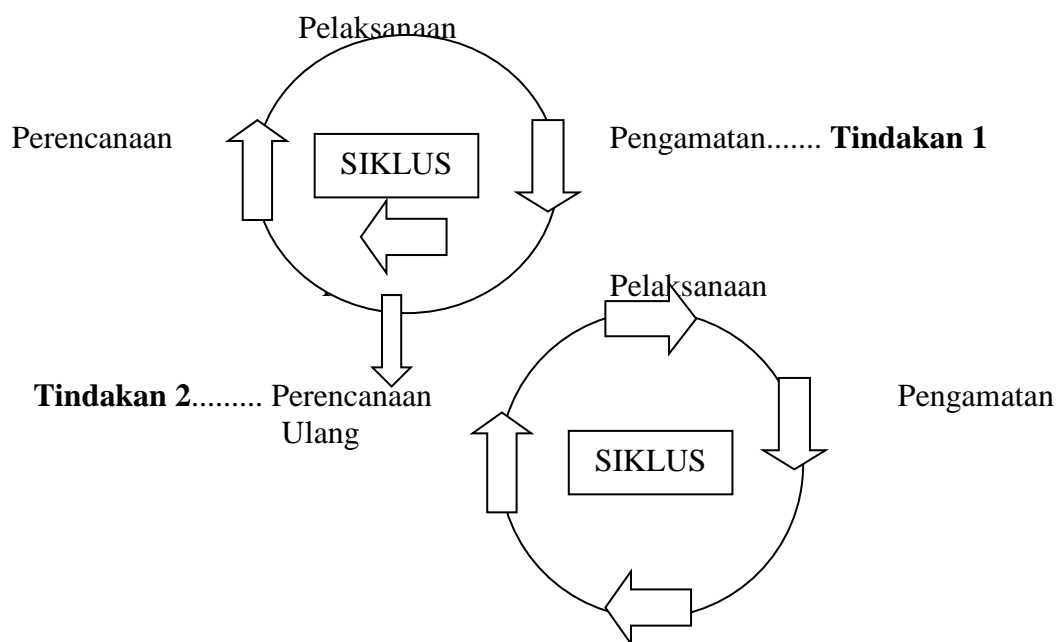 Pelaksanaan
Perencanaan
Pengamatan....... Tindakan 1
SIKLUS
Pelaksanaan
Tindakan 2......... Perencanaan
Ulang
Pengamatan
SIKLUS